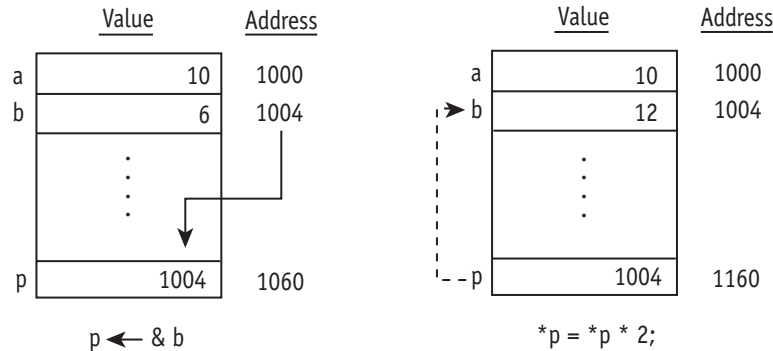 Value Address
a 10 1000
b 6 1004
p 1004 1060
p & b
Value Address
a 10 1000
b 12 1004
p 1004 1160
*p = *p * 2;